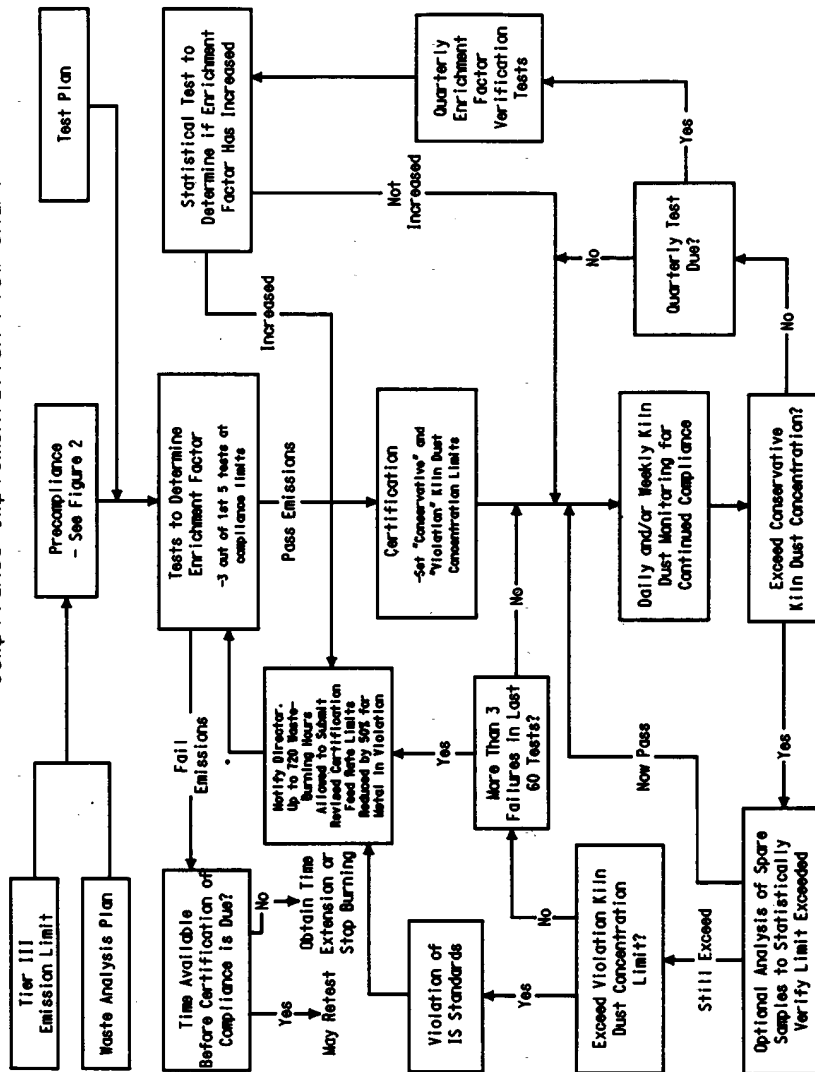 Tier III
Emission Limit
Waste Analysis Plan
Precompliance
- See Figure 2
Test Plan
Time Available
Before Certification of
Compliance is Due?
Yes
May Retest
No
Obtain Time
Extension or
Stop Burning
Fail
Emissions
Tests to Determine
Enrichment Factor
-3 out of 1st 5 tests at
compliance limits
Pass Emissions
Statistical Test to
Determine if Enrichment
Factor Has Increased
Increased
Not
Increased
Notify Director.
Up to 720 Waste-
Burning Hours
Allowed to Submit
Revised Certification
Feed Rate Limits
Reduced by 50% for
Metal in Violation
Certification
-Set "Conservative" and
"Violation" Kiln Dust
Concentration Limits
Quarterly
Enrichment
Factor
Verification
Tests
Violation of
IS Standards
Yes
More Than 3
Failures in Last
60 Tests?
No
Yes
Exceed Violation Kiln
Dust Concentration
Limit?
Yes
No
Daily and/or Weekly Kiln
Dust Monitoring for
Continued Compliance
Quarterly Test
Due?
No
Yes
Still Exceed
Now Pass
Optional Analysis of Spare
Samples to Statistically
Verify Limit Exceeded
Yes
Exceed Conservative
Kiln Dust Concentration?
No